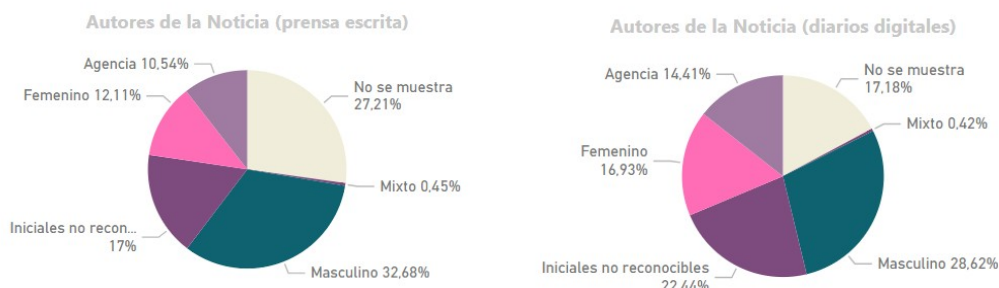 Autores de la Noticia (prensa escrita)
Agencia 10,54%
No se muestra
27,21%
Femenino 12,11%
Mixto 0,45%
Iniciales no recon...
17%
Masculino 32,68%
Autores de la Noticia (diarios digitales)
Agencia 14,41%
No se muestra
17,18%
Mixto 0,42%
Femenino
16,93%
Iniciales no reconocibles
22,44%
Masculino 28,62%